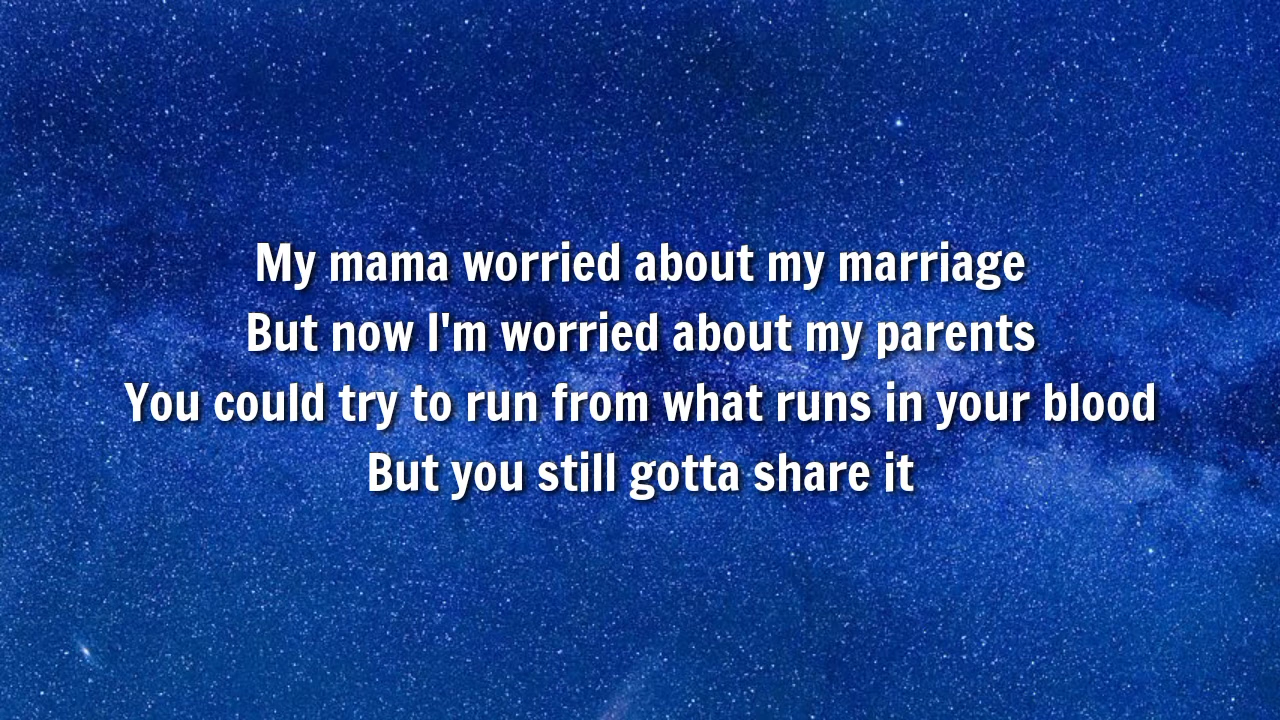 My mama worried about my marriage
But now I'm worried about my parents
You could try to run from what runs in your blood
But you still gotta share it